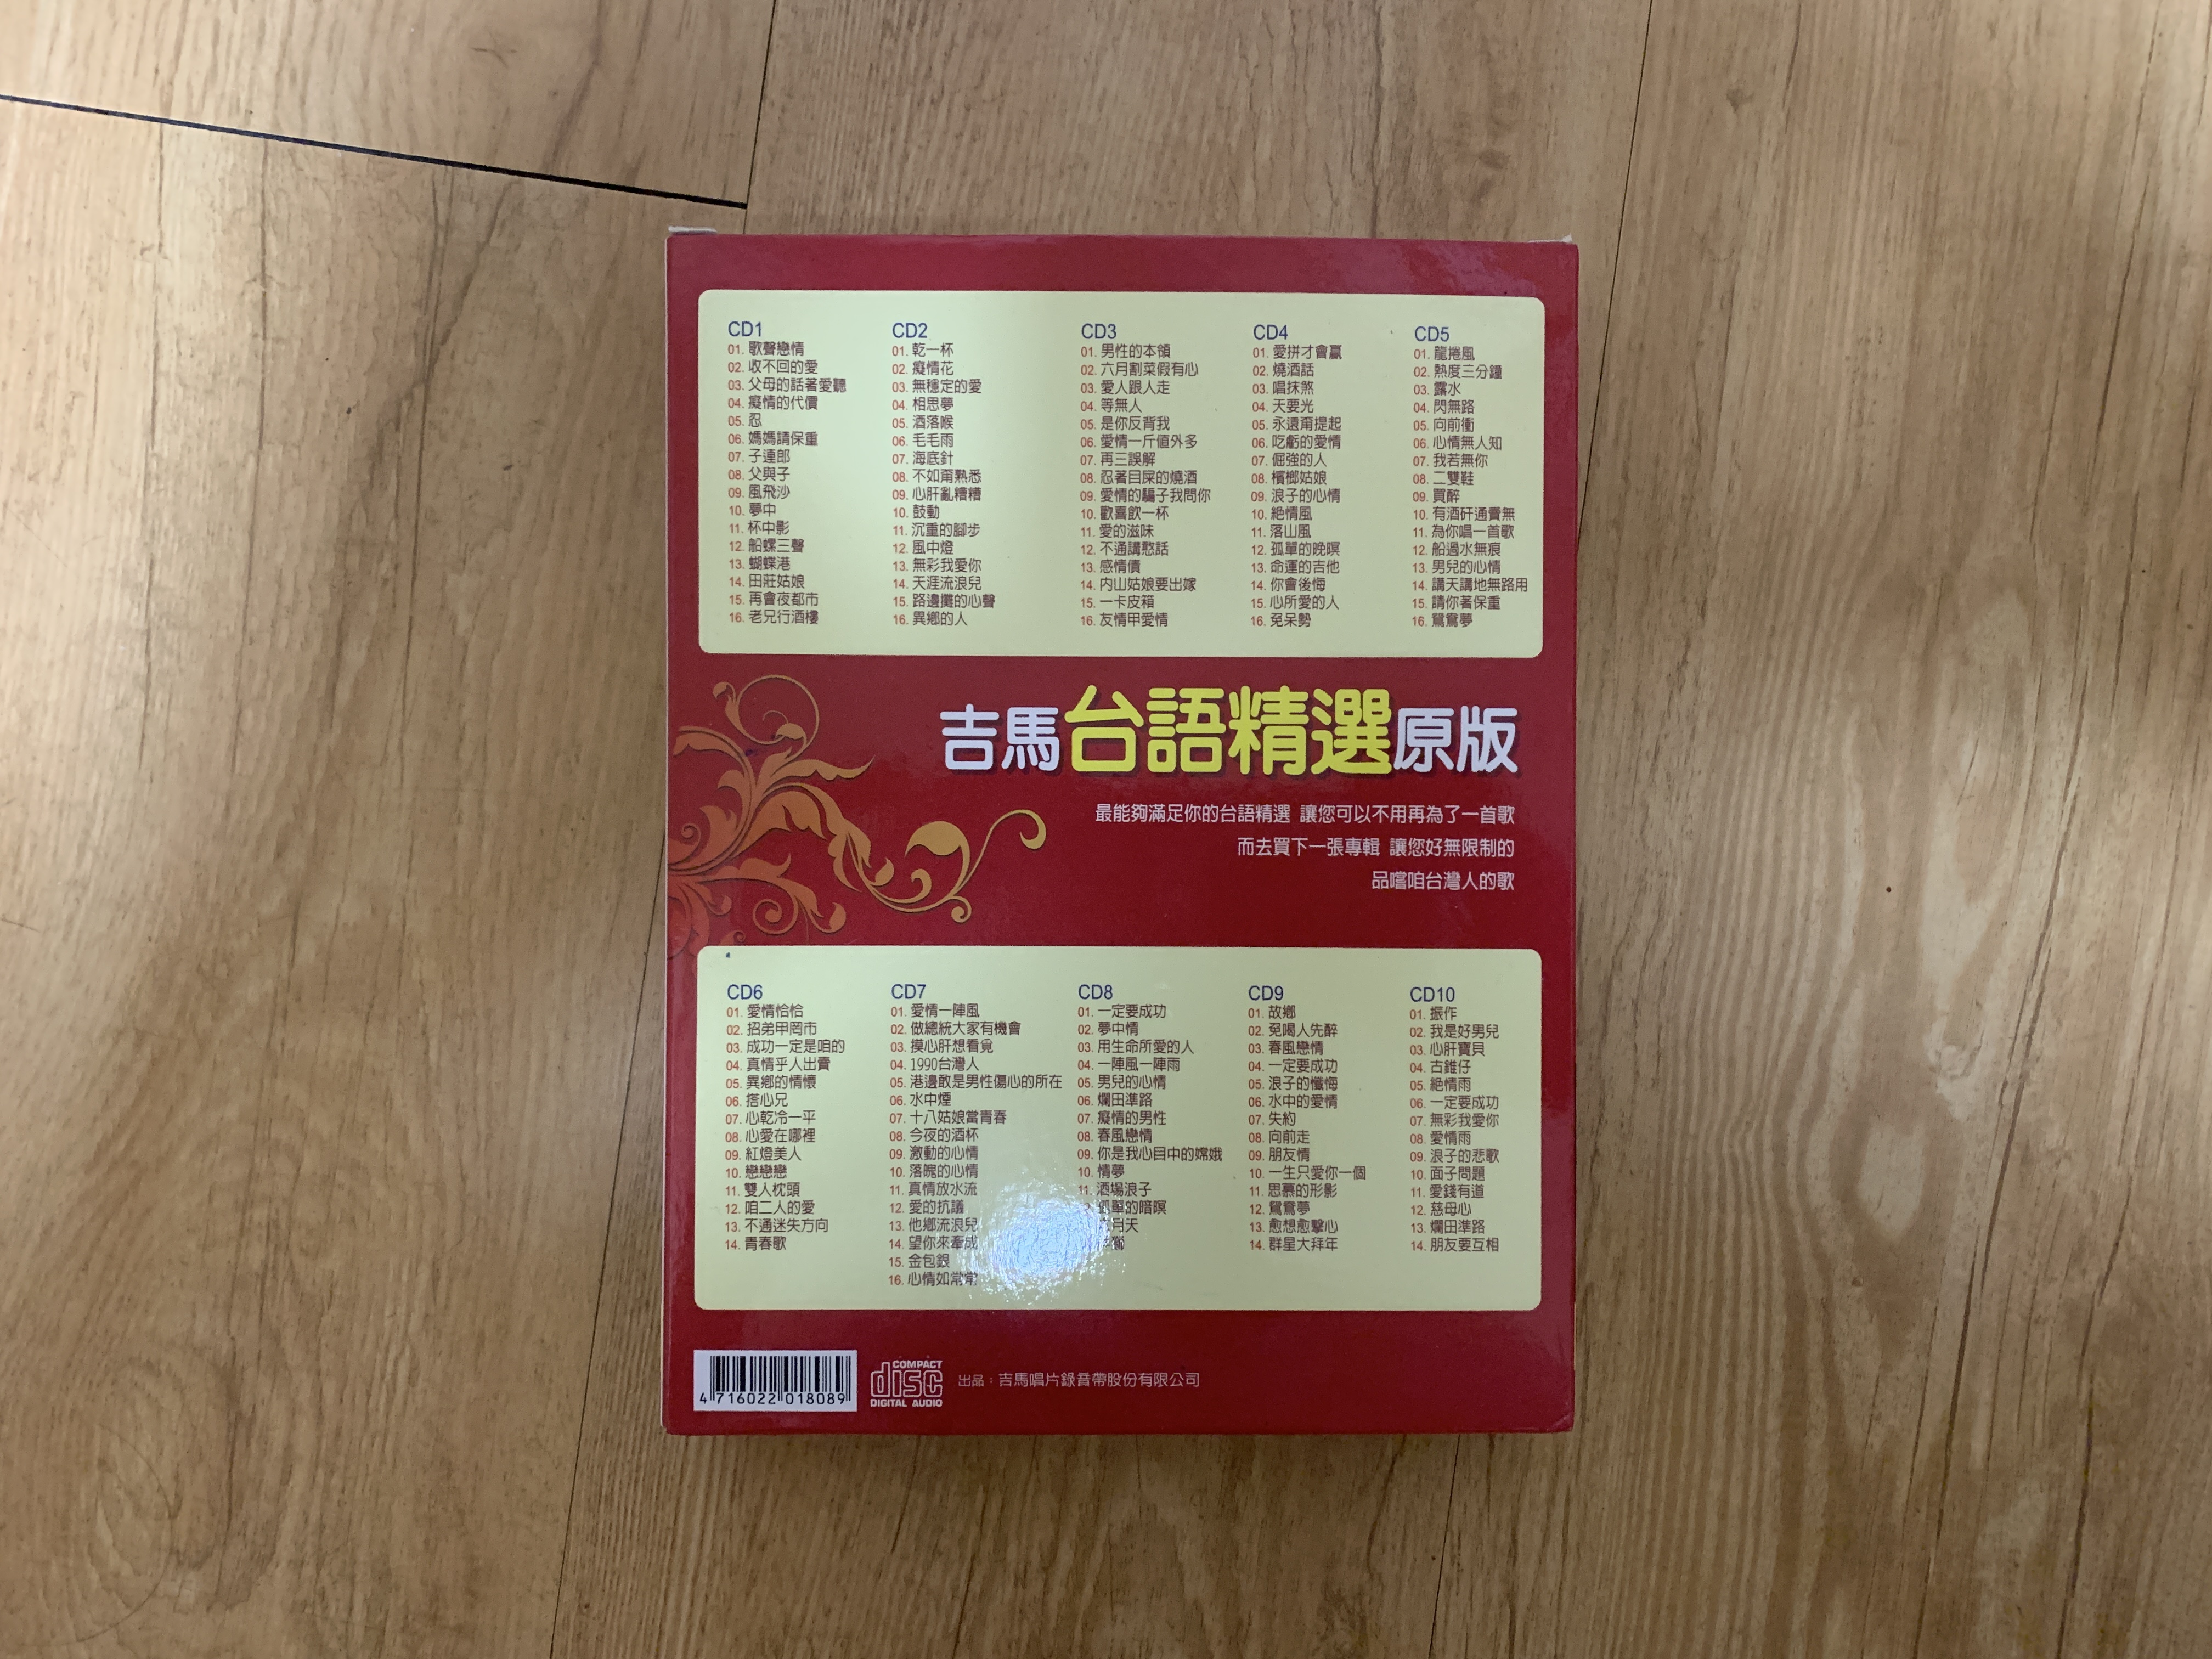 CD1
01. 歌聲戀情
02. 收不回的愛
03. 父母的話著愛聽
04. 癡情的代價
05. 忍
06. 媽媽請保重
07. 子達郎
08. 父與子
09. 風飛沙
10. 夢中
11. 杯中影
12. 船螺三聲
13. 蝴蝶港
14. 田莊姑娘
15. 再會夜都市
16. 老兄行酒樓
CD2
01. 乾一杯
02. 癡情花
03. 無穩定的愛
04. 相思夢
05. 酒落喉
06. 毛毛雨
07. 海底針
08. 不如甭熟悉
09. 心肝亂糟糟
10. 鼓動
11. 沉重的腳步
12. 風中燈
13. 無彩我愛你
14. 天涯流浪兒
15. 路邊攤的心聲
16. 異鄉的人
CD3
01. 男性的本領
02. 六月割菜假有心
03. 愛人跟人走
04. 等無人
05. 是你反背我
06. 愛情一斤值外多
07. 再三誤解
08. 忍著目屎的燒酒
09. 愛情的騙子我問你
10. 歡喜飲一杯
11. 愛的滋味
12. 不通講憨話
13. 感情債
14. 內山姑娘要出嫁
15. 一卡皮箱
16. 友情甲愛情
CD4
01. 愛拼才會贏
02. 燒酒話
03. 唱抹煞
04. 天要光
05. 永遠甭提起
06. 吃虧的愛情
07. 倔強的人
08. 檳榔姑娘
09. 浪子的心情
10. 絕情風
11. 落山風
12. 孤單的晚暝
13. 命運的吉他
14. 你會後悔
15. 心所愛的人
16. 免呆勢
CD5
01. 龍捲風
02. 熱度三分鐘
03. 露水
04. 閃無路
05. 向前衝
06. 心情無人知
07. 我若無你
08. 二雙鞋
09. 買醉
10. 有酒矸通賣無
11. 為你唱一首歌
12. 船過水無痕
13. 男兒的心情
14. 講天講地無路用
15. 請你著保重
16. 鴛鴦夢
吉馬台語精選原版
最能夠滿足你的台語精選 讓您可以不用再為了一首歌
而去買下一張專輯 讓您好無限制的
品嚐咱台灣人的歌
CD6
01. 愛情恰恰
02. 招弟甲罔市
03. 成功一定是咱的
04. 真情乎人出賣
05. 異鄉的情懷
06. 搭心兄
07. 心乾冷一平
08. 心愛在哪裡
09. 紅燈美人
10. 戀戀戀
11. 雙人枕頭
12. 咱二人的愛
13. 不通迷失方向
14. 青春歌
CD7
01. 愛情一陣風
02. 做總統大家有機會
03. 摸心肝想看覓
04. 1990台灣人
05. 港邊敢是男性傷心的所在
06. 水中煙
07. 十八姑娘當青春
08. 今夜的酒杯
09. 激動的心情
10. 落魄的心情
11. 真情放水流
12. 愛的抗議
13. 他鄉流浪兒
14. 望你來牽成
15. 金包銀
16. 心情如常常
CD8
01. 一定要成功
02. 夢中情
03. 用生命所愛的人
04. 一陣風一陣雨
05. 男兒的心情
06. 爛田準路
07. 癡情的男性
08. 春風戀情
09. 你是我心目中的嫦娥
10. 情夢
11. 酒場浪子
孤單的暗暝
月天
CD9
01. 故鄉
02. 免喝人先醉
03. 春風戀情
04. 一定要成功
05. 浪子的懺悔
06. 水中的愛情
07. 失約
08. 向前走
09. 朋友情
10. 一生只愛你一個
11. 思慕的形影
12. 鴛鴦夢
13. 愈想愈擊心
14. 群星大拜年
CD10
01. 振作
02. 我是好男兒
03. 心肝寶貝
04. 古錐仔
05. 絕情雨
06. 一定要成功
07. 無彩我愛你
08. 愛情雨
09. 浪子的悲歌
10. 面子問題
11. 愛錢有道
12. 慈母心
13. 爛田準路
14. 朋友要互相
4 716022 018089
COMPACT
disc
DIGITAL AUDIO
出品：吉馬唱片錄音帶股份有限公司